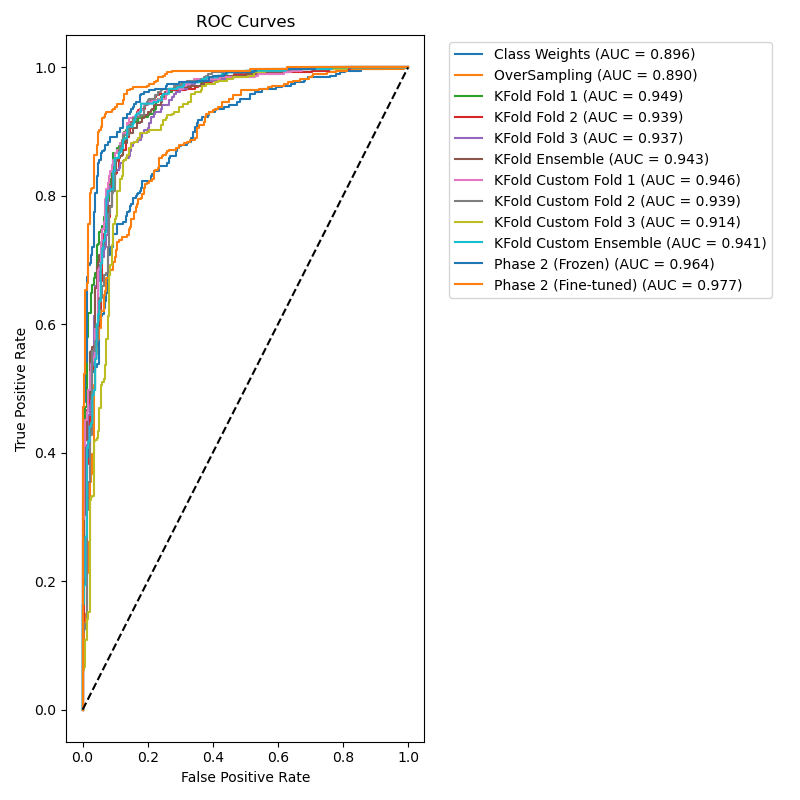 ROC Curves
1.0
0.8
0.6
0.4
0.2
0.0
True Positive Rate
0.0 0.2 0.4 0.6 0.8 1.0
False Positive Rate
Class Weights (AUC = 0.896)
OverSampling (AUC = 0.890)
KFold Fold 1 (AUC = 0.949)
KFold Fold 2 (AUC = 0.939)
KFold Fold 3 (AUC = 0.937)
KFold Ensemble (AUC = 0.943)
KFold Custom Fold 1 (AUC = 0.946)
KFold Custom Fold 2 (AUC = 0.939)
KFold Custom Fold 3 (AUC = 0.914)
KFold Custom Ensemble (AUC = 0.941)
Phase 2 (Frozen) (AUC = 0.964)
Phase 2 (Fine-tuned) (AUC = 0.977)